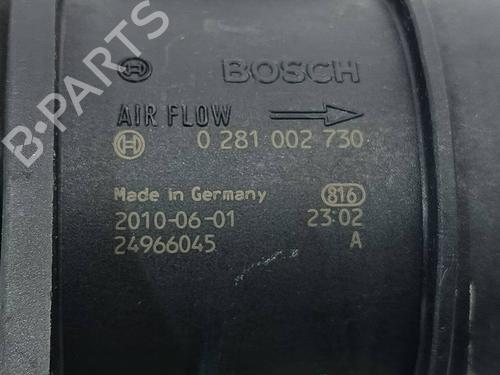 B-PARTS
BOSCH
AIR FLOW
0 281 002 730
Made in Germany 816
2010-06-01 23:02
24966045 A